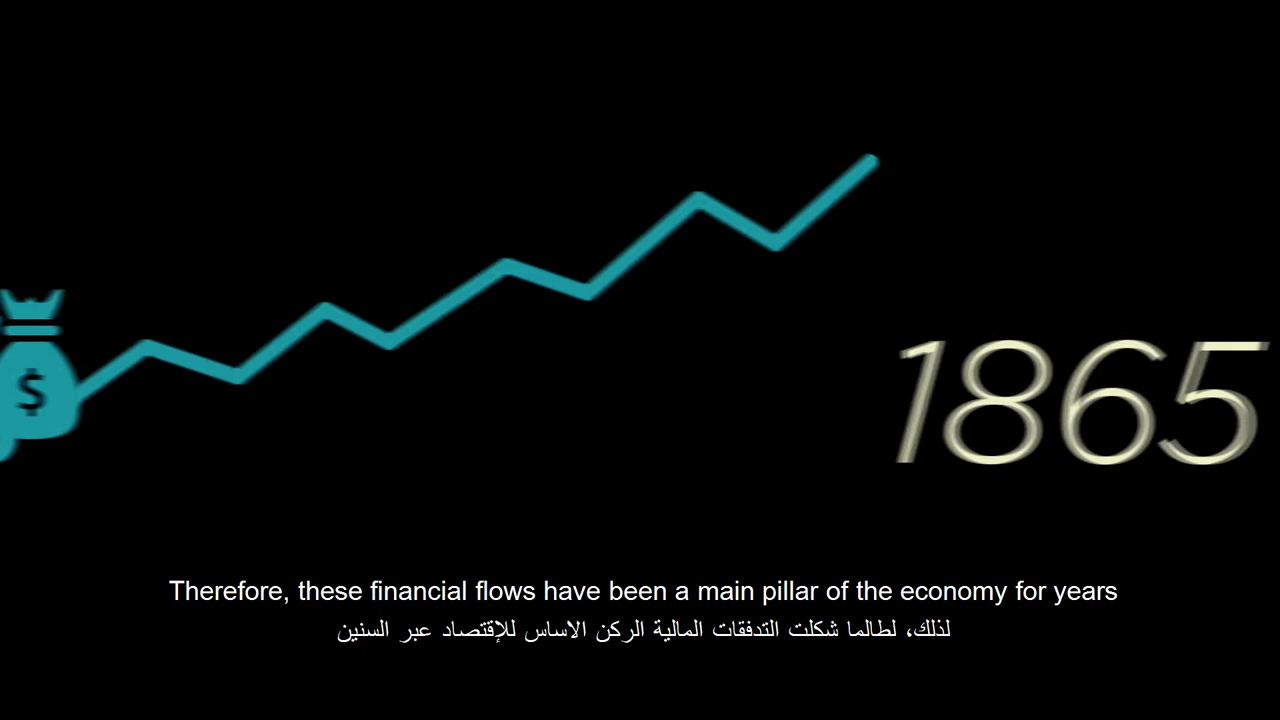 $
1865
Therefore, these financial flows have been a main pillar of the economy for years
لذلك، لطالما شكلت التدفقات المالية الركن الاساس للإقتصاد عبر السنين